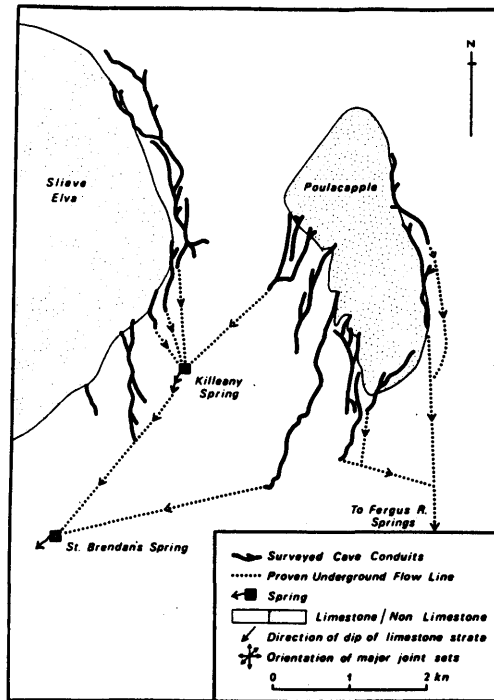 N
Slieve
Elva
Poulacapple
Killeany
Spring
To Fergus R.
Springs
St. Brendan's Spring
Surveyed Cave Conduits
Proven Underground Flow Line
Spring
Limestone / Non Limestone
Direction of dip of limestone strata
Orientation of major joint sets
0 1 2 kn